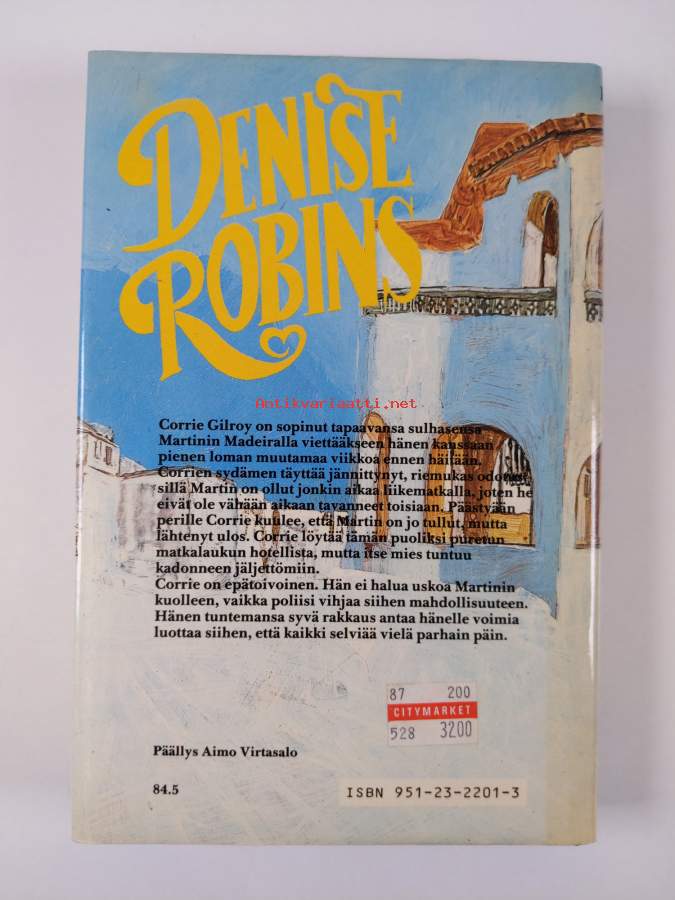 DENISE
ROBINS
Antikvariaatti.net
Corrie Gilroy on sopinut tapaavansa sulhasensa
Martinin Madeiralla viettääkseen hänen kanssaan
pienen loman muutamaa viikkoa ennen häitään.
Corrien sydämen täyttää jännittynyt, riemukas odotus,
sillä Martin on ollut jonkin aikaa liikematkalla, joten he
eivät ole vähään aikaan tavanneet toisiaan. Päästyään
perille Corrie kuulee, että Martin on jo tullut, mutta
lähtenyt ulos. Corrie löytää tämän puoliksi puretun
matkalaukun hotellista, mutta itse mies tuntuu
kadonneen jäljettömiin.
Corrie on epätoivoinen. Hän ei halua uskoa Martinin
kuolleen, vaikka poliisi vihjaa siihen mahdollisuuteen.
Hänen tuntemansa syvä rakkaus antaa hänelle voimia
luottaa siihen, että kaikki selviää vielä parhain päin.
87 200
CITYMARKET
528 3200
Päällys Aimo Virtasalo
84.5
ISBN 951-23-2201-3